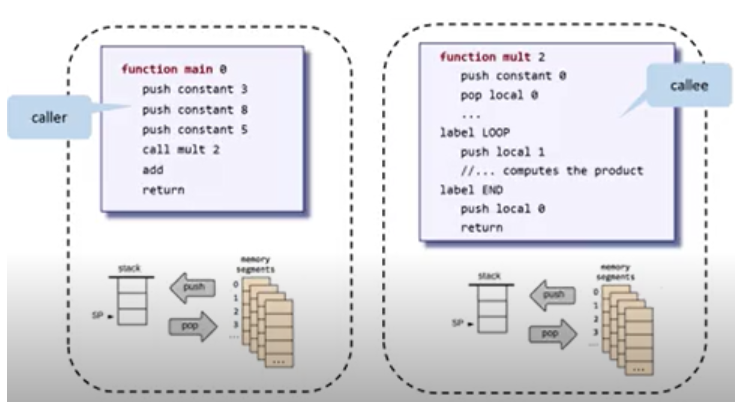 caller
function main 0
push constant 3
push constant 8
push constant 5
call mult 2
add
return
stack
SP
push
pop
memory
segments
0
1
2
3
...
...
callee
function mult 2
push constant 0
pop local 0
...
label LOOP
push local 1
//... computes the product
label END
push local 0
return
stack
SP
push
pop
memory
segments
0
1
2
3
...
...